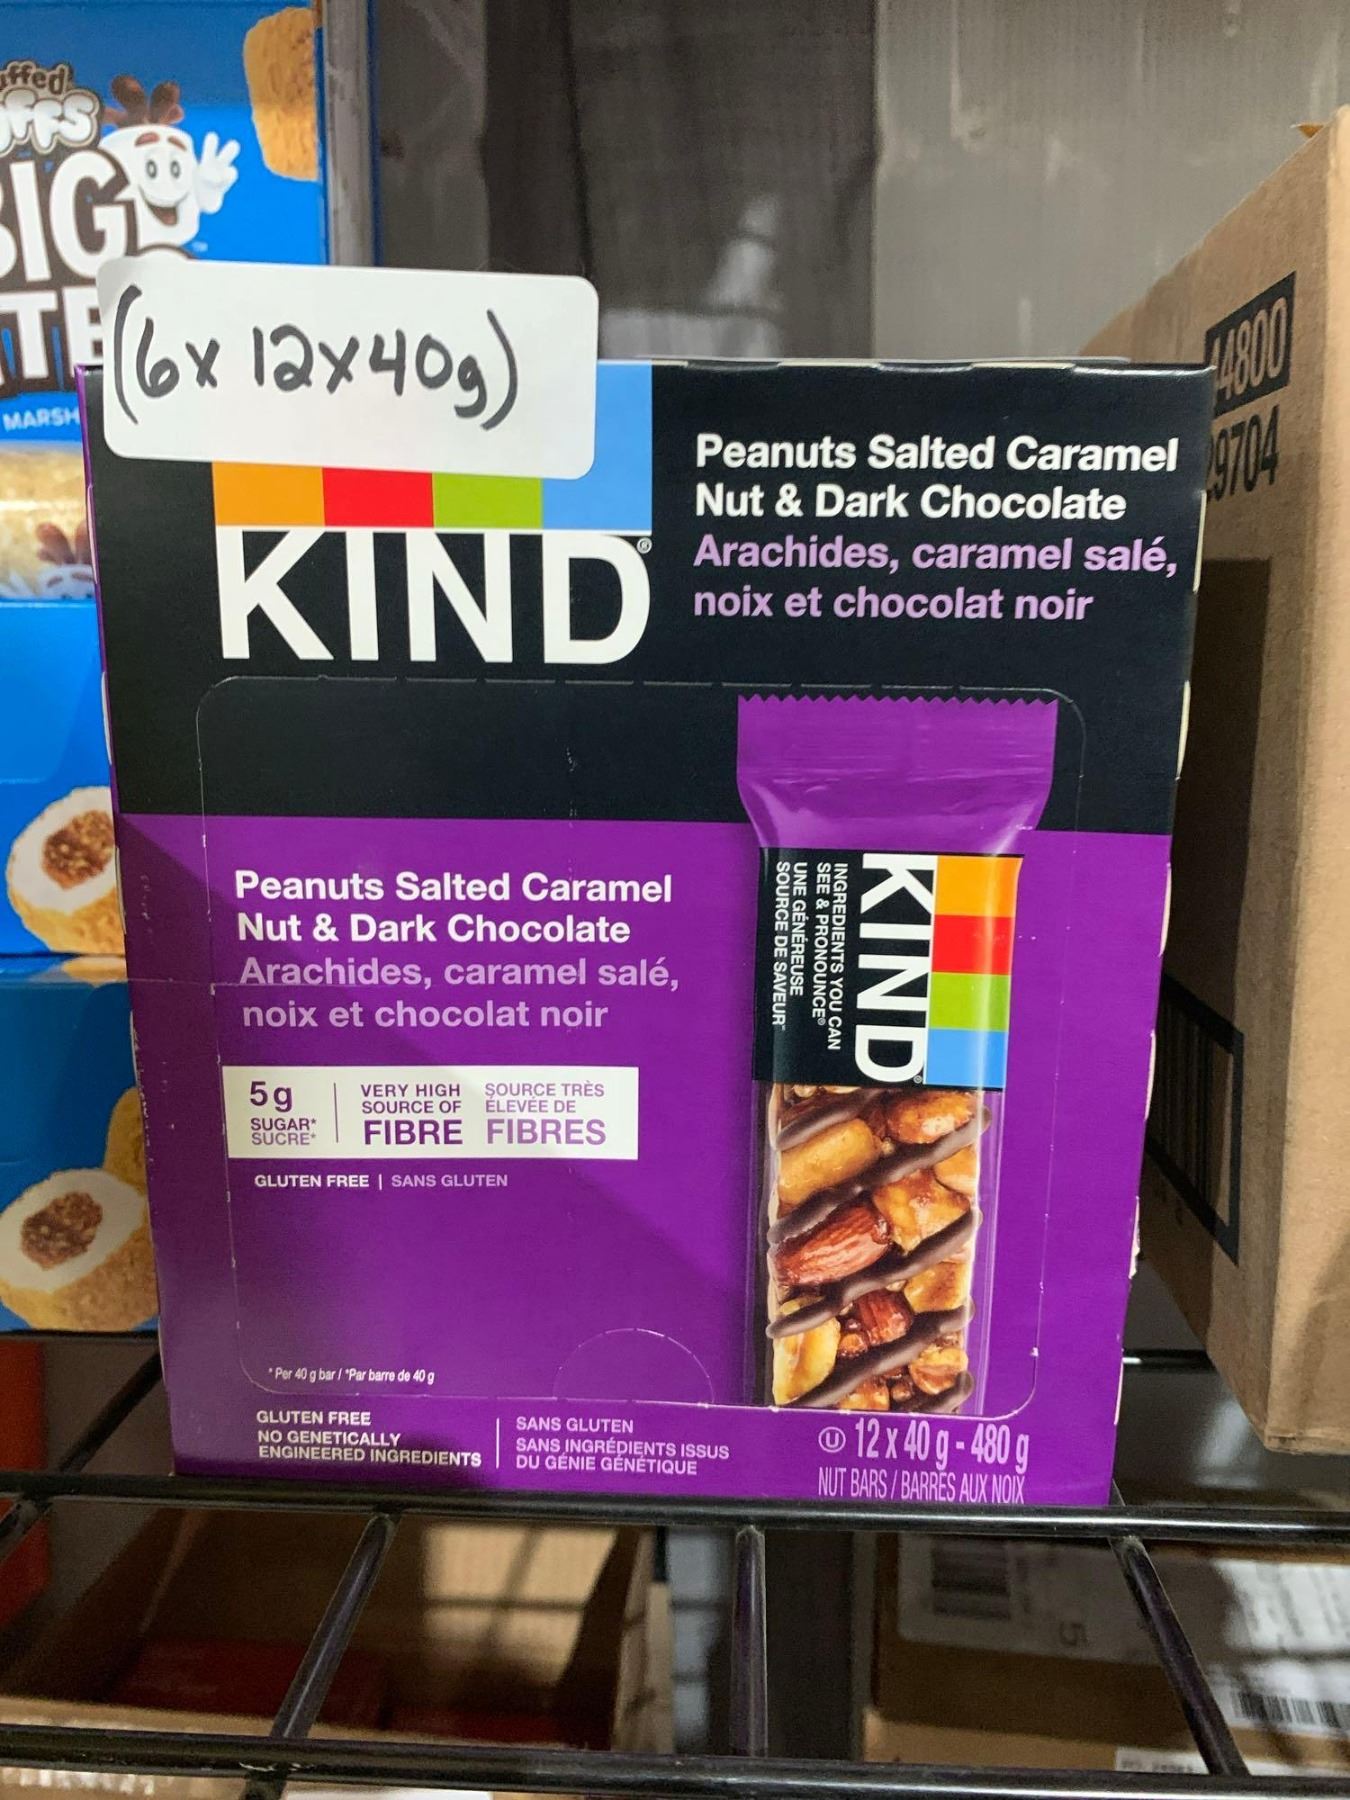 BIG
MARSH
(6x 12x40g)
KIND®
Peanuts Salted Caramel
Nut & Dark Chocolate
Arachides, caramel salé,
noix et chocolat noir
Peanuts Salted Caramel
Nut & Dark Chocolate
Arachides, caramel salé,
noix et chocolat noir
5g
SUGAR*
SUCRE*
VERY HIGH
SOURCE OF
FIBRE
SOURCE TRÈS
ÉLEVÉE DE
FIBRES
GLUTEN FREE | SANS GLUTEN
* Per 40 g bar / *Par barre de 40 g
GLUTEN FREE
NO GENETICALLY
ENGINEERED INGREDIENTS
SANS GLUTEN
SANS INGRÉDIENTS ISSUS
DU GÉNIE GÉNÉTIQUE
KIND®
INGREDIENTS YOU CAN
SEE & PRONOUNCE®
UNE GÉNÉREUSE
SOURCE DE SAVEUR™
U 12 x 40 g - 480 g
NUT BARS / BARRES AUX NOIX
14800
29704